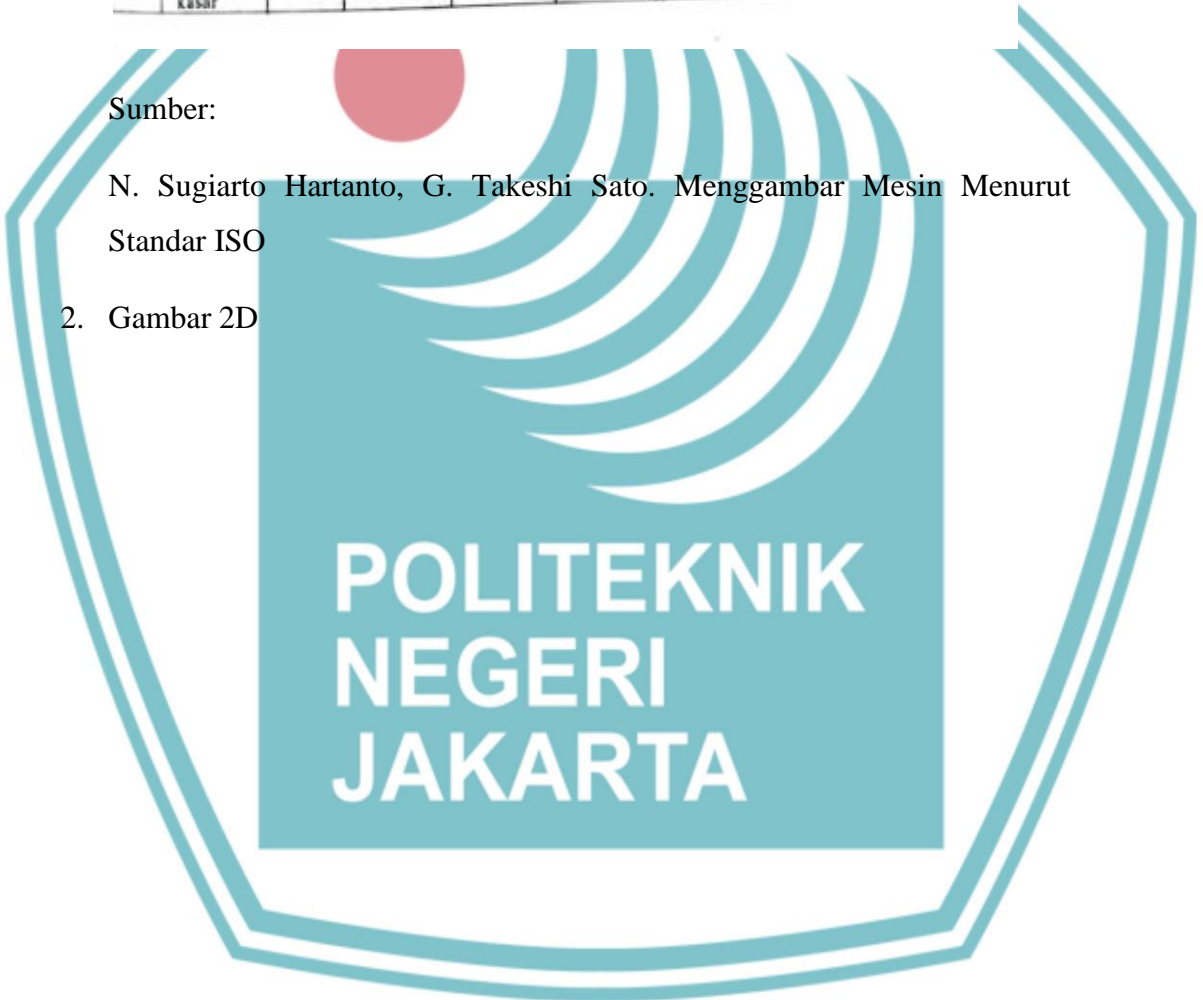 kasar
Sumber:
N. Sugiarto Hartanto, G. Takeshi Sato. Menggambar Mesin Menurut
Standar ISO
2. Gambar 2D
POLITEKNIK
NEGERI
JAKARTA